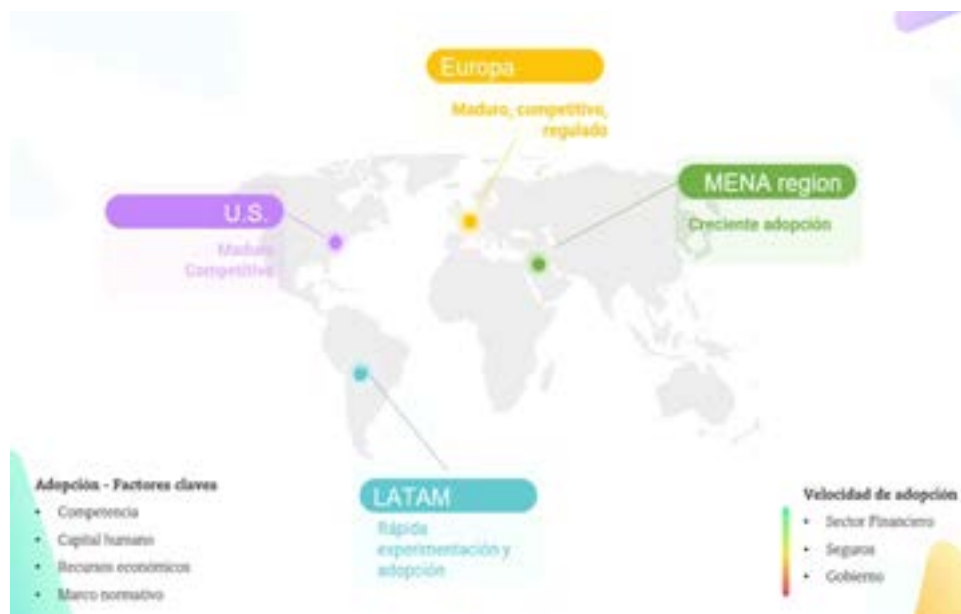 Europa
Maduro, competitivo,
regulado
MENA region
Creciente adopción
U.S.
Maduro
Competitivo
LATAM
Rápida
experimentación y
adopción
Adopción - Factores claves
• Competencia
• Capital humano
• Recursos económicos
• Marco normativo
Velocidad de adopción
• Sector Financiero
• Seguros
• Gobierno